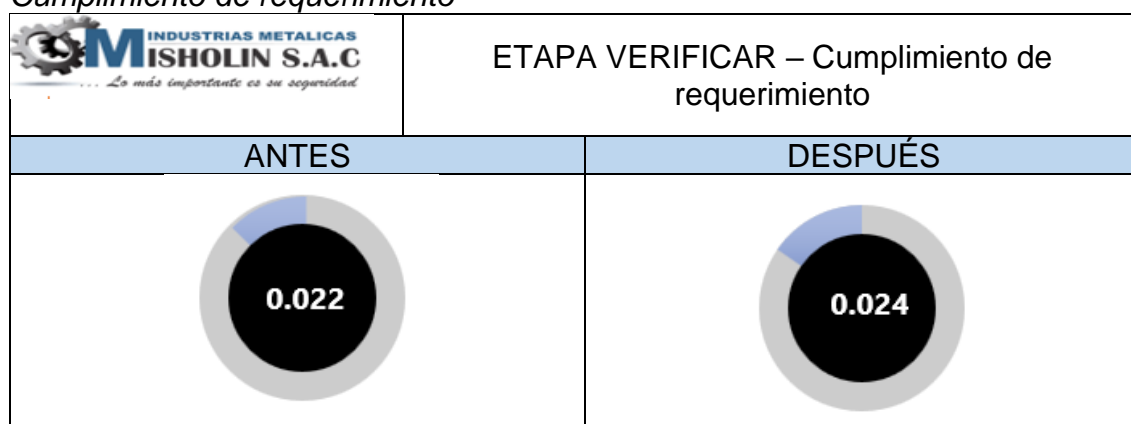 Cumplimiento de requerimiento
INDUSTRIAS METALICAS
MISHOLIN S.A.C
... Lo más importante es su seguridad
ETAPA VERIFICAR – Cumplimiento de
requerimiento
ANTES
DESPUÉS
0.022
0.024